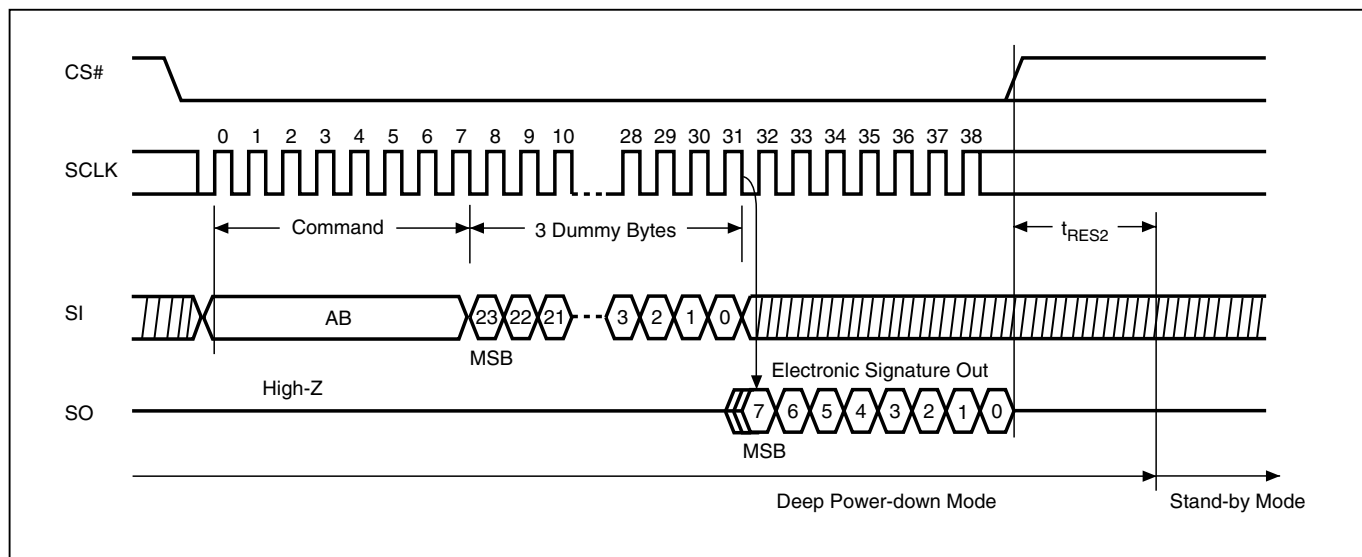 CS#
0 1 2 3 4 5 6 7 8 9 10 28 29 30 31 32 33 34 35 36 37 38
SCLK
Command 3 Dummy Bytes tRES2
SI AB 23 22 21 3 2 1 0
MSB Electronic Signature Out
High-Z
SO 7 6 5 4 3 2 1 0
MSB
Deep Power-down Mode Stand-by Mode